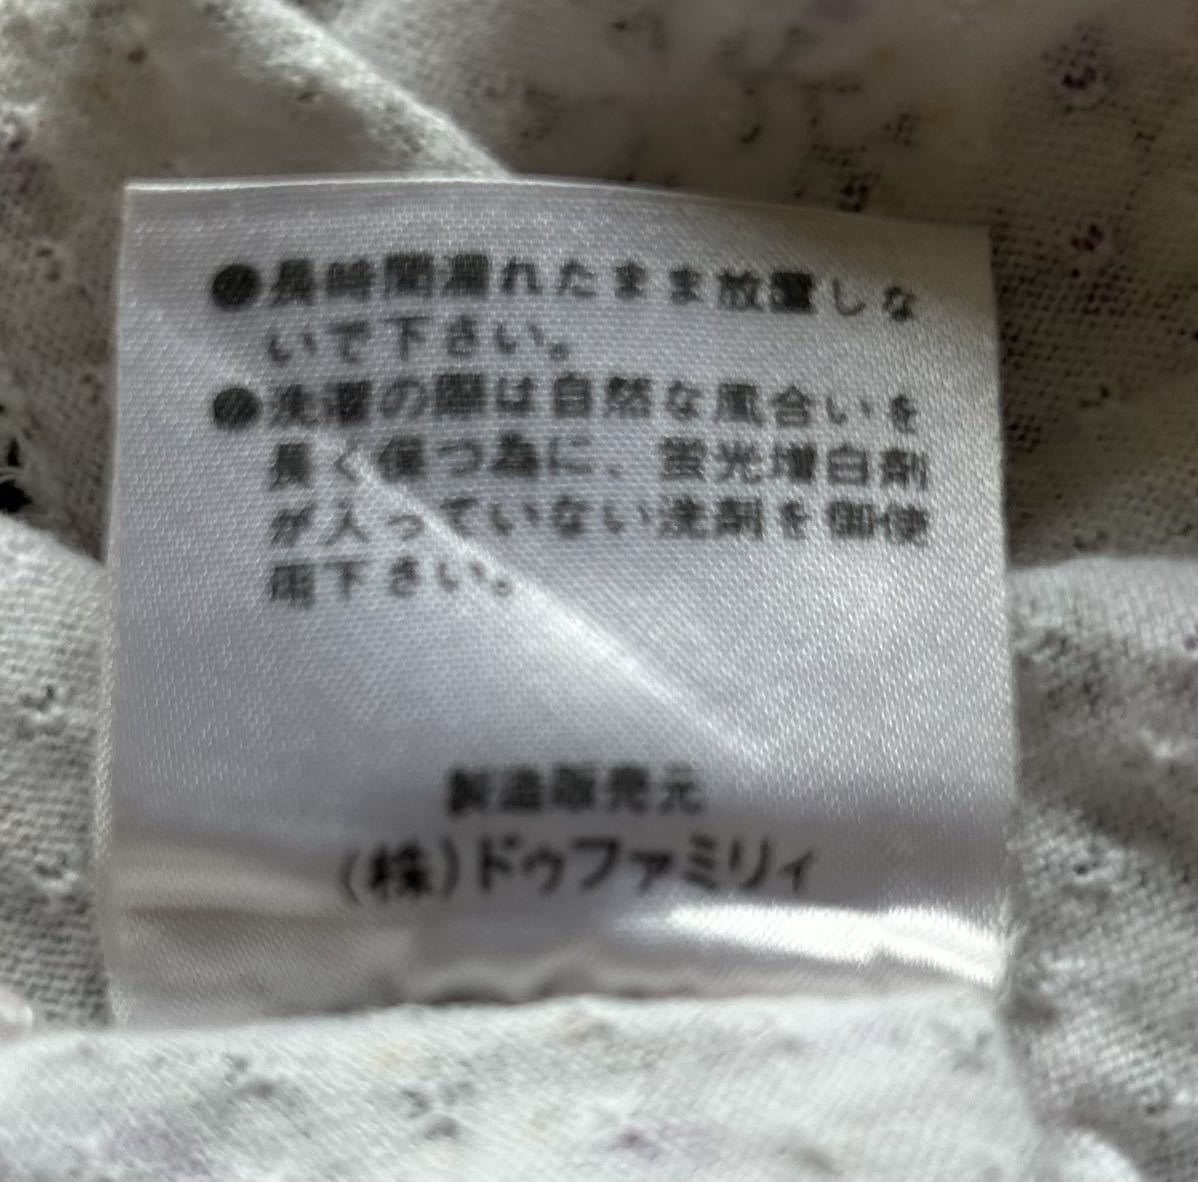 ●長時間濡れたまま放置しな
いで下さい。
●洗濯の際は自然な風合いを
長く保つ為に、蛍光増白剤
が入っていない洗剤を御使
用下さい。
製造販売元
(株)ドゥファミリィ